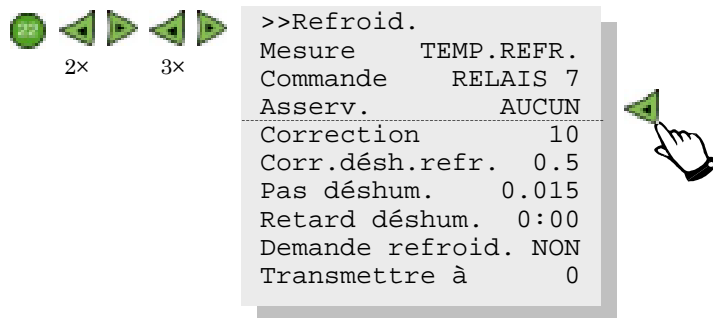 22
2× 3×
>>Refroid.
Mesure TEMP.REFR.
Commande RELAIS 7
Asserv. AUCUN
Correction 10
Corr.désh.refr. 0.5
Pas déshum. 0.015
Retard déshum. 0:00
Demande refroid. NON
Transmettre à 0